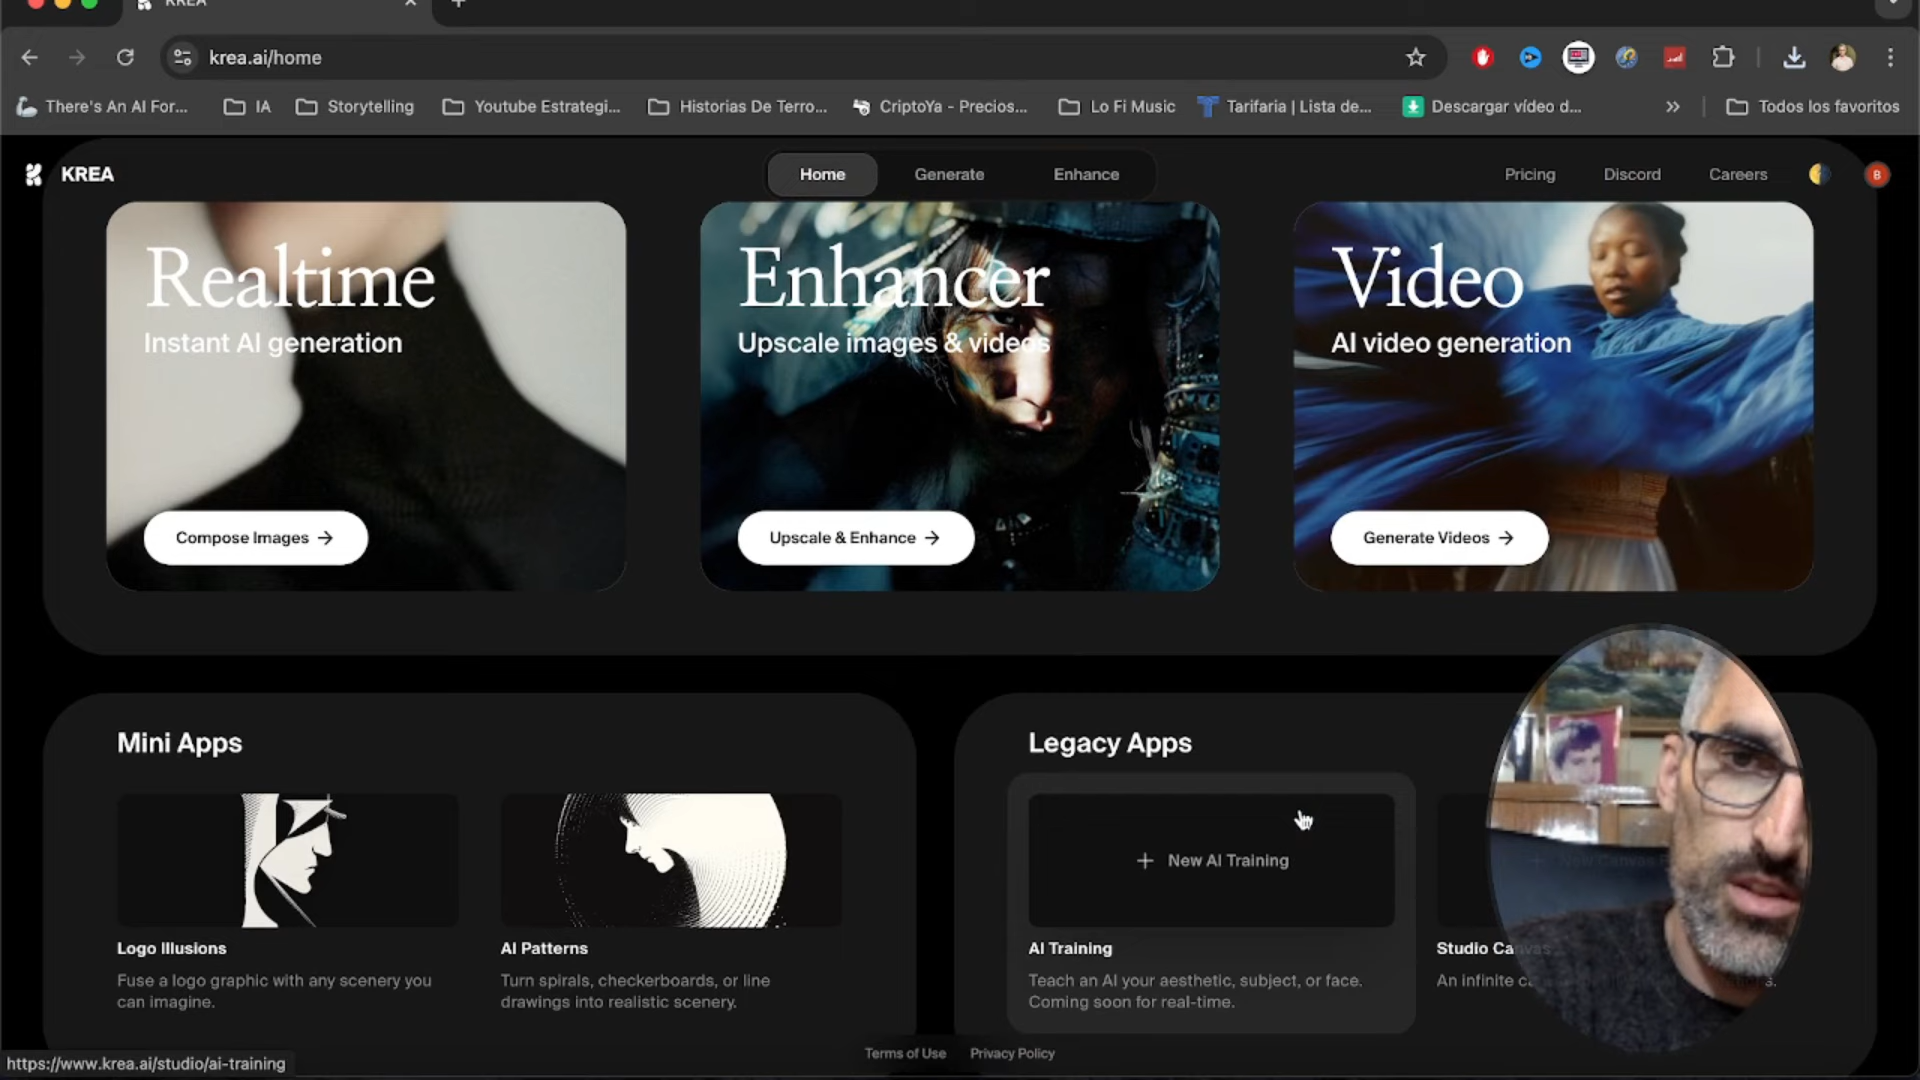 KREA
krea.ai/home
There's An AI For...
IA
Storytelling
Youtube Estrategi...
Historias De Terro...
CriptoYa - Precios...
Lo Fi Music
Tarifaria | Lista de...
Descargar vídeo d...
»
Todos los favoritos
KREA
Home
Generate
Enhance
Pricing
Discord
Careers
B
Realtime
Instant AI generation
Compose Images →
Enhancer
Upscale images & videos
Upscale & Enhance →
Video
AI video generation
Generate Videos →
Mini Apps
Logo Illusions
Fuse a logo graphic with any scenery you
can imagine.
AI Patterns
Turn spirals, checkerboards, or line
drawings into realistic scenery.
Legacy Apps
+ New AI Training
AI Training
Teach an AI your aesthetic, subject, or face.
Coming soon for real-time.
+ New Canvas
Studio Canvas
An infinite
Terms of Use
Privacy Policy
https://www.krea.ai/studio/ai-training